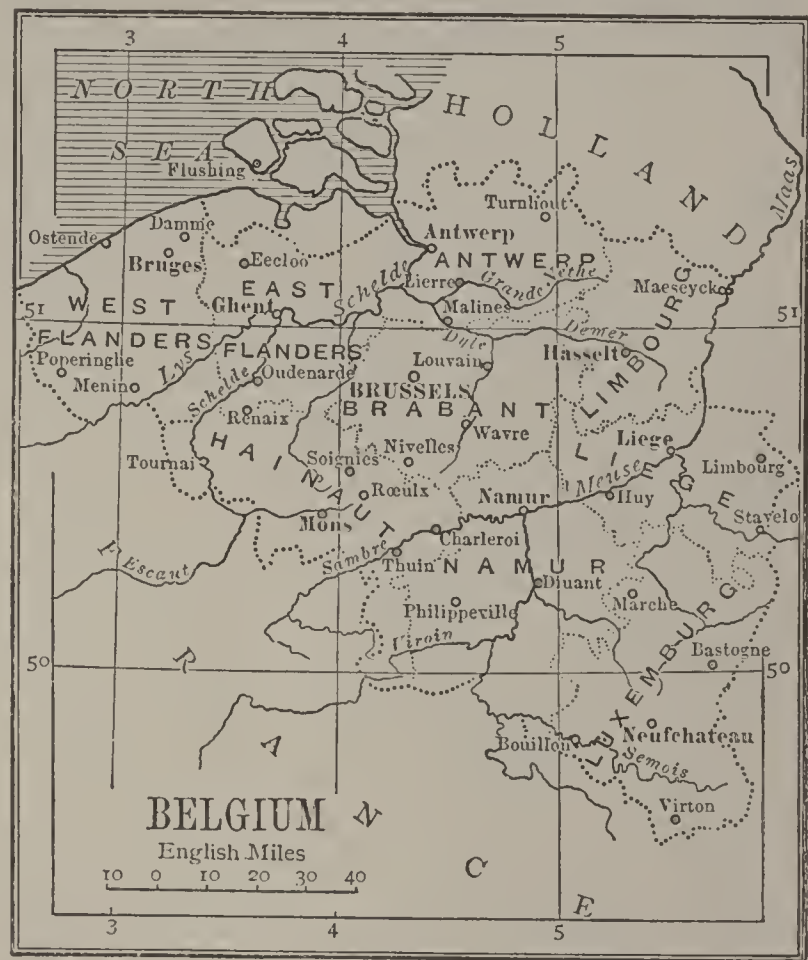 3 4 5
NORTH
SEA
HOLLAND
Maas
Flushing
Turnhout
Ostende
Damme
Bruges
Eecloo
Antwerp
ANTWERP
Schelde
Lierre
Grande Nethe
Maeseyck
51
WEST
FLANDERS
EAST
FLANDERS
Ghent
Malines
Dyle
Demer
51
Poperinghe
Menin
Lys
Schelde
Oudenarde
Louvain
Hasselt
LIMBOURG
BRUSSELS
BRABANT
Renaix
Wavre
HAINAUT
Tournai
Soignies
Nivelles
LIEGE
Liege
Limbourg
Rœulx
Meuse
Huy
Mons
Namur
Stavelo
L'Escaut
Sambre
Charleroi
Thuin
NAMUR
Dinant
Philippeville
Marche
Viroin
LUXEMBURG
Bastogne
50
50
Bouillon
Neufchateau
Semois
Virton
RANCE
BELGIUM
English Miles
10 0 10 20 30 40
3 4 5